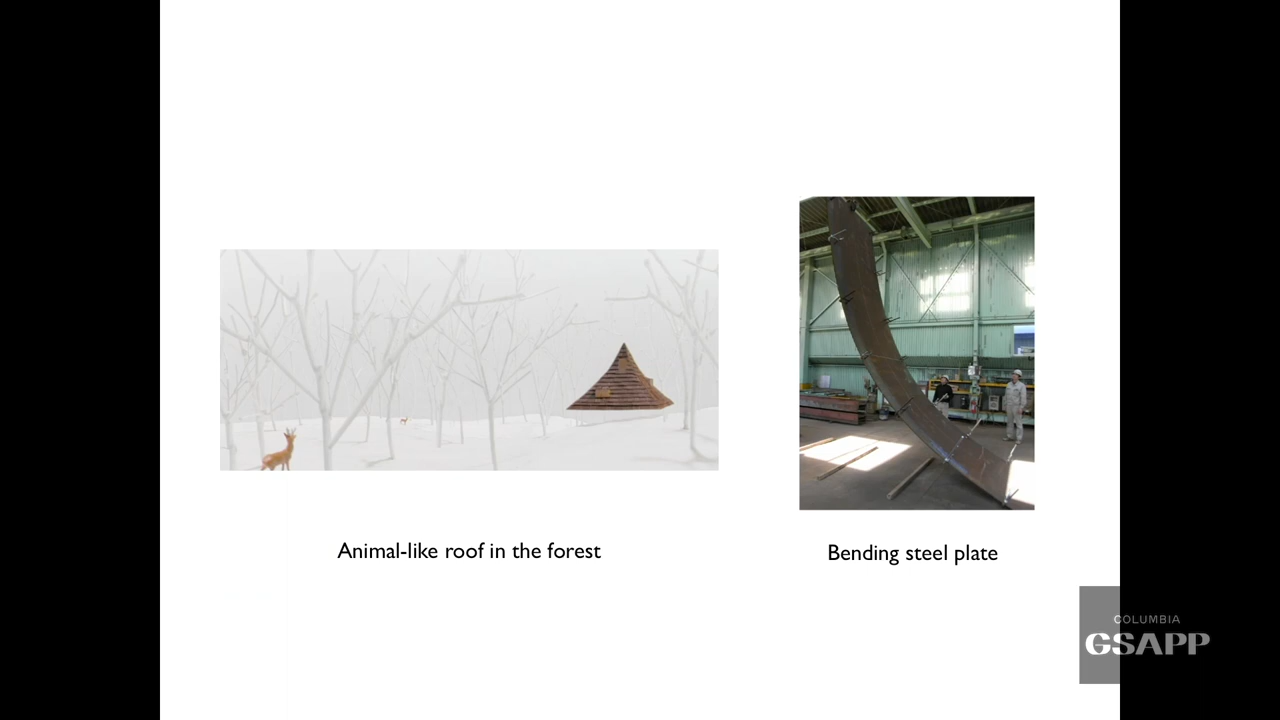 Animal-like roof in the forest
Bending steel plate
COLUMBIA
GSAPP